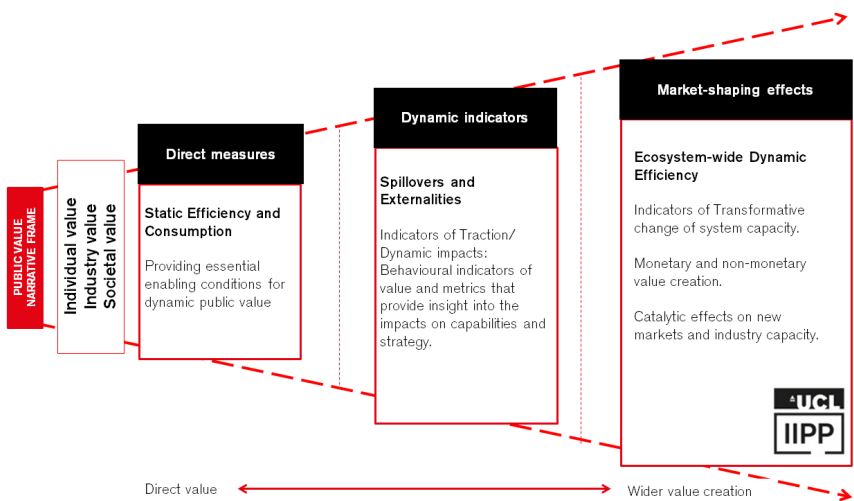 PUBLIC VALUE
NARRATIVE FRAME
Individual value
Industry value
Societal value
Direct measures
Static Efficiency and
Consumption
Providing essential
enabling conditions for
dynamic public value
Dynamic indicators
Spillovers and
Externalities
Indicators of Traction/
Dynamic impacts:
Behavioural indicators of
value and metrics that
provide insight into the
impacts on capabilities and
strategy.
Market-shaping effects
Ecosystem-wide Dynamic
Efficiency
Indicators of Transformative
change of system capacity.
Monetary and non-monetary
value creation.
Catalytic effects on new
markets and industry capacity.
UCL
IIPP
Direct value
Wider value creation